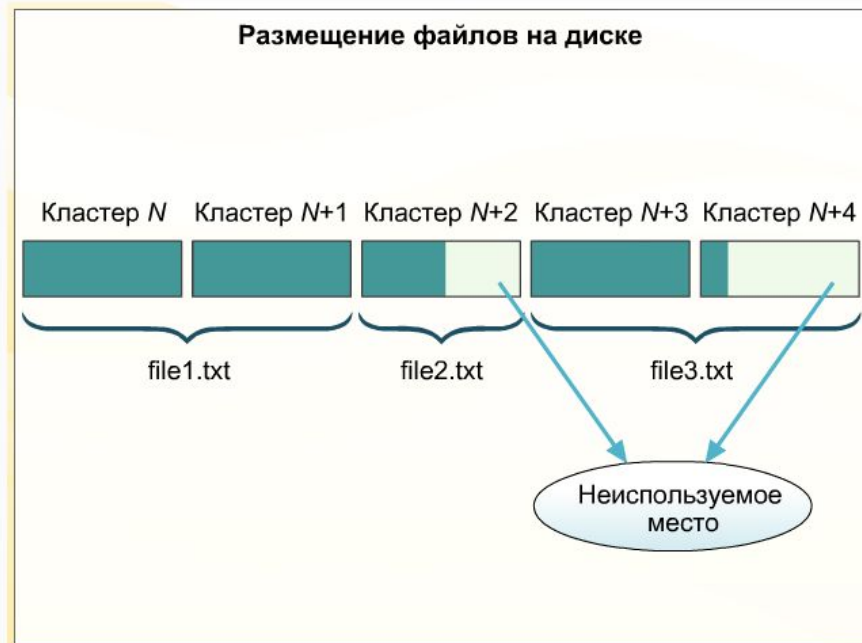 Размещение файлов на диске
Кластер N Кластер N+1 Кластер N+2 Кластер N+3 Кластер N+4
file1.txt file2.txt file3.txt
Неиспользуемое
место